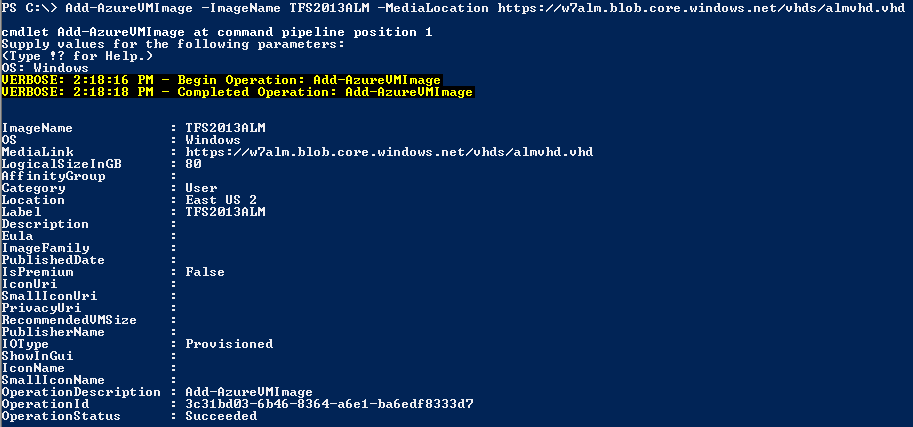 PS C:\> Add-AzureVMImage -ImageName TFS2013ALM -MediaLocation https://w7alm.blob.core.windows.net/vhds/almvhd.vhd
cmdlet Add-AzureVMImage at command pipeline position 1
Supply values for the following parameters:
(Type !? for Help.)
OS: Windows
VERBOSE: 2:18:16 PM - Begin Operation: Add-AzureVMImage
VERBOSE: 2:18:18 PM - Completed Operation: Add-AzureVMImage
ImageName : TFS2013ALM
OS : Windows
MediaLink : https://w7alm.blob.core.windows.net/vhds/almvhd.vhd
LogicalSizeInGB : 80
AffinityGroup :
Category : User
Location : East US 2
Label : TFS2013ALM
Description :
Eula :
ImageFamily :
PublishedDate :
IsPremium : False
IconUri :
SmallIconUri :
PrivacyUri :
RecommendedVMSize :
PublisherName :
IOType : Provisioned
ShowInGui :
IconName :
SmallIconName :
OperationDescription : Add-AzureVMImage
OperationId : 3c31bd03-6b46-8364-a6e1-ba6edf8333d7
OperationStatus : Succeeded